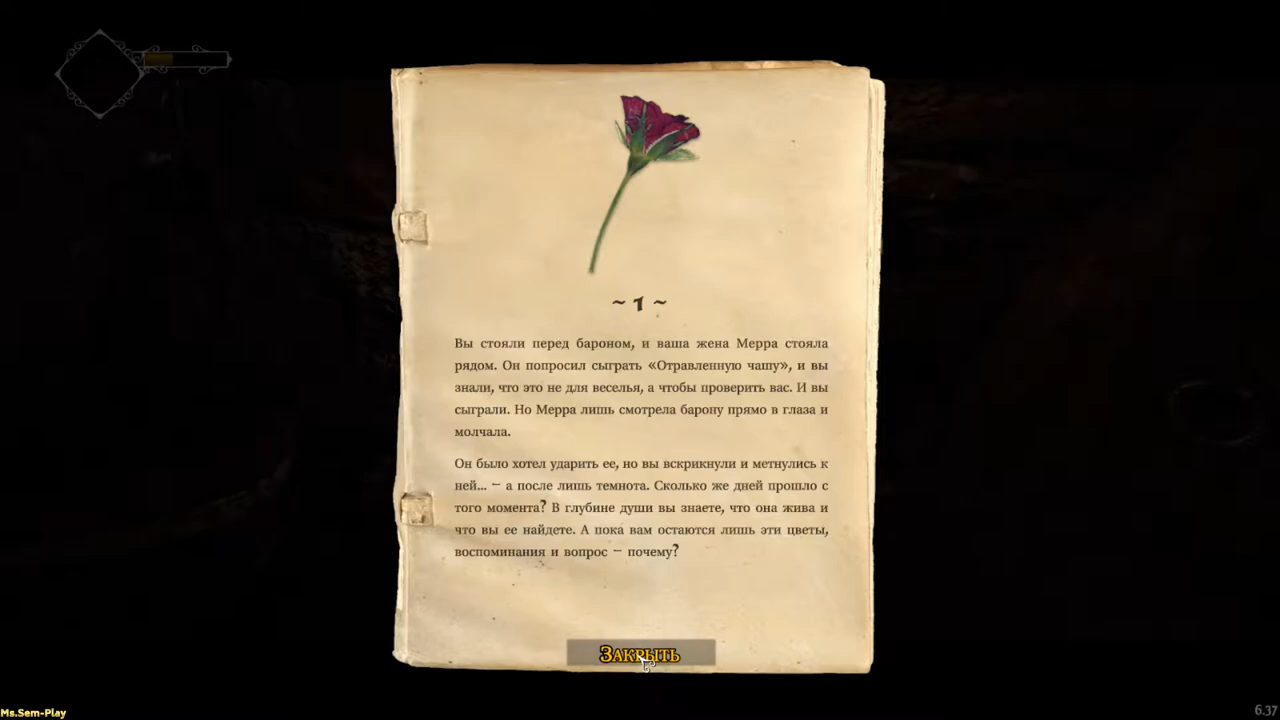 ~ 1 ~
Вы стояли перед бароном, и ваша жена Мерра стояла
рядом. Он попросил сыграть «Отравленную чашу», и вы
знали, что это не для веселья, а чтобы проверить вас. И вы
сыграли. Но Мерра лишь смотрела барону прямо в глаза и
молчала.
Он было хотел ударить ее, но вы вскрикнули и метнулись к
ней... – а после лишь темнота. Сколько же дней прошло с
того момента? В глубине души вы знаете, что она жива и
что вы ее найдете. А пока вам остаются лишь эти цветы,
воспоминания и вопрос – почему?
Закрыть
Ms.Sem-Play
6.37